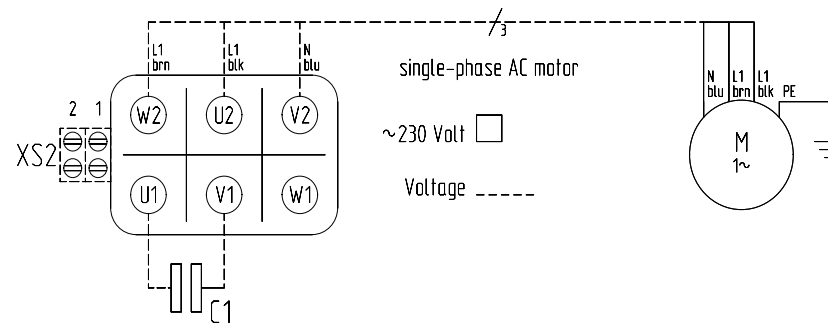 3
L1 brn
L1 blk
N blu
single-phase AC motor
N blu
L1 brn
L1 blk
PE
2 1
W2 U2 V2
~230 Volt
M 1~
XS2
U1 V1 W1
Voltage
C1